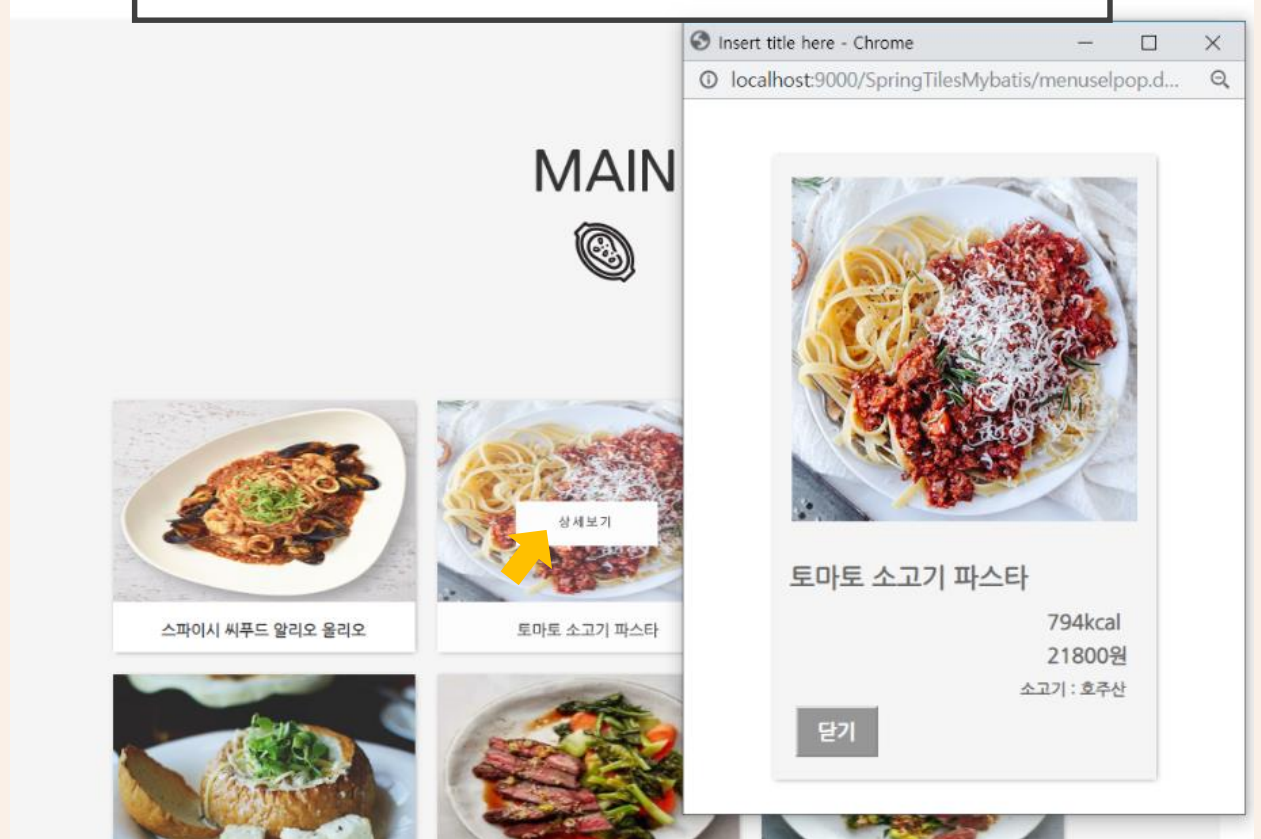 Insert title here - Chrome
localhost:9000/SpringTilesMybatis/menuselpop.d...
MAIN
상세보기
스파이시 씨푸드 알리오 올리오
토마토 소고기 파스타
토마토 소고기 파스타
794kcal
21800원
소고기 : 호주산
닫기